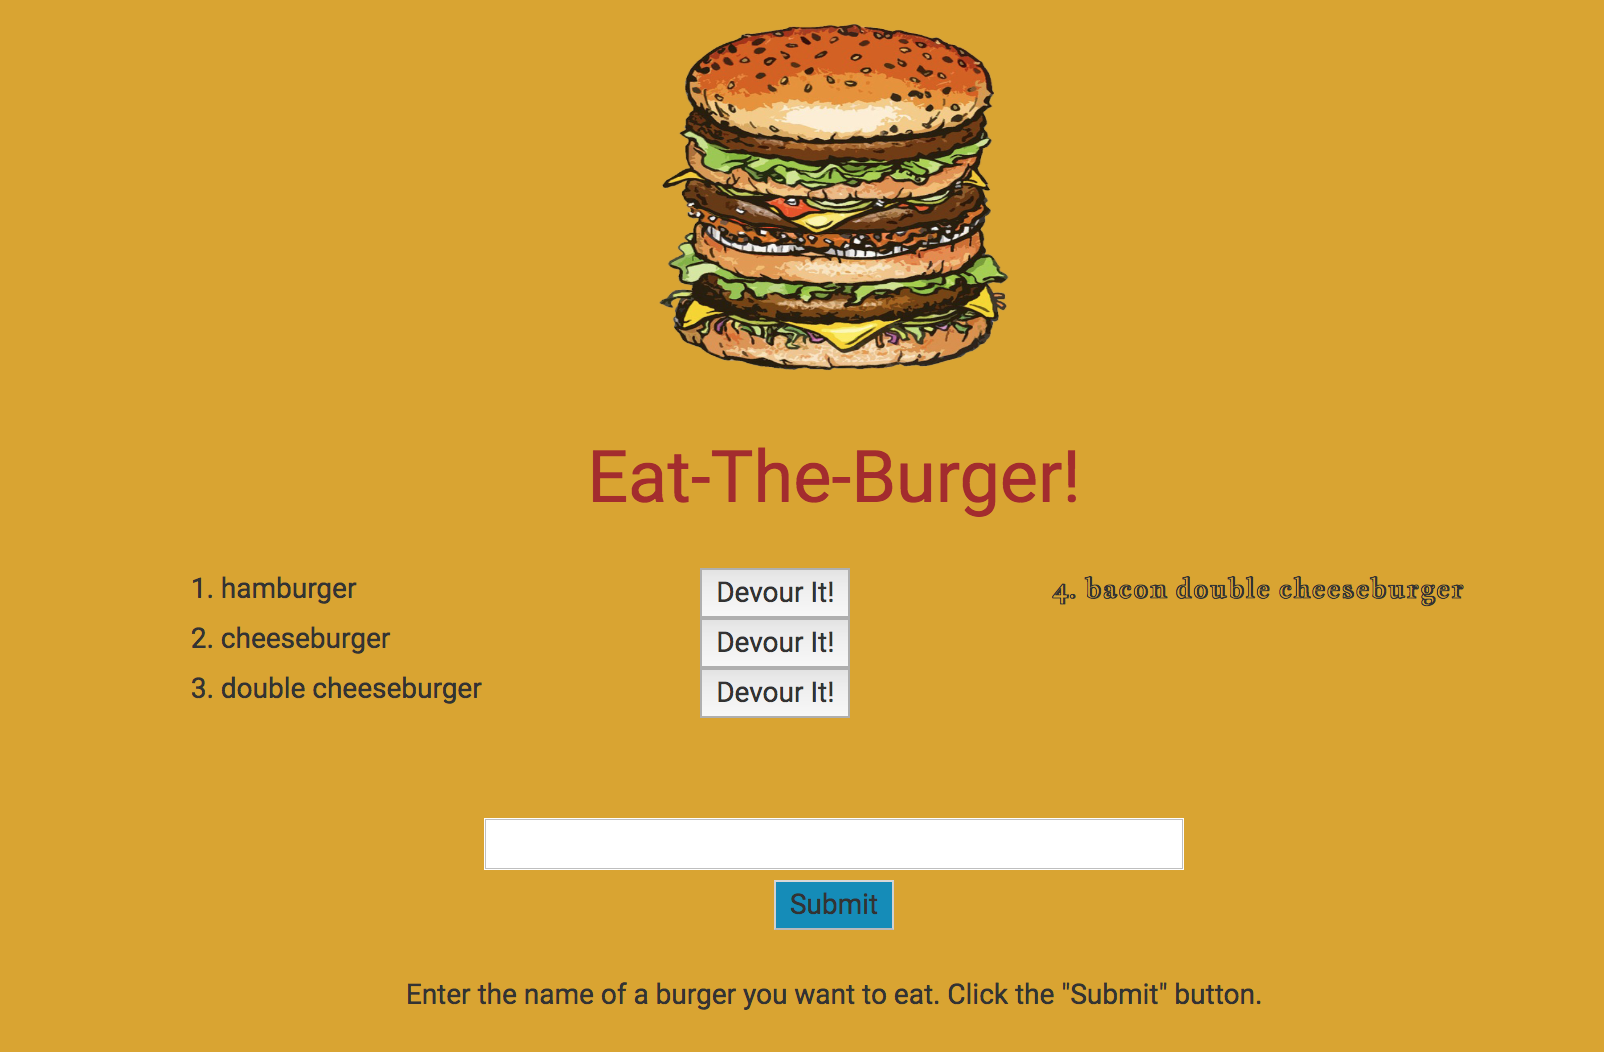 Eat-The-Burger!
1. hamburger
Devour It!
4. bacon double cheeseburger
2. cheeseburger
Devour It!
3. double cheeseburger
Devour It!
Submit
Enter the name of a burger you want to eat. Click the "Submit" button.